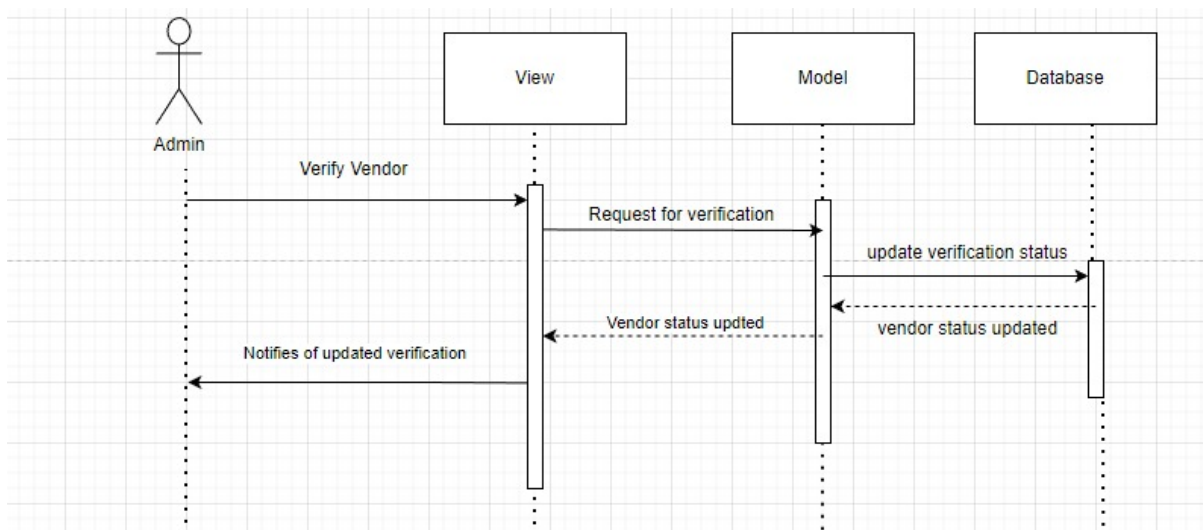 View
Model
Database
Admin
Verify Vendor
Request for verification
update verification status
Vendor status updted
vendor status updated
Notifies of updated verification